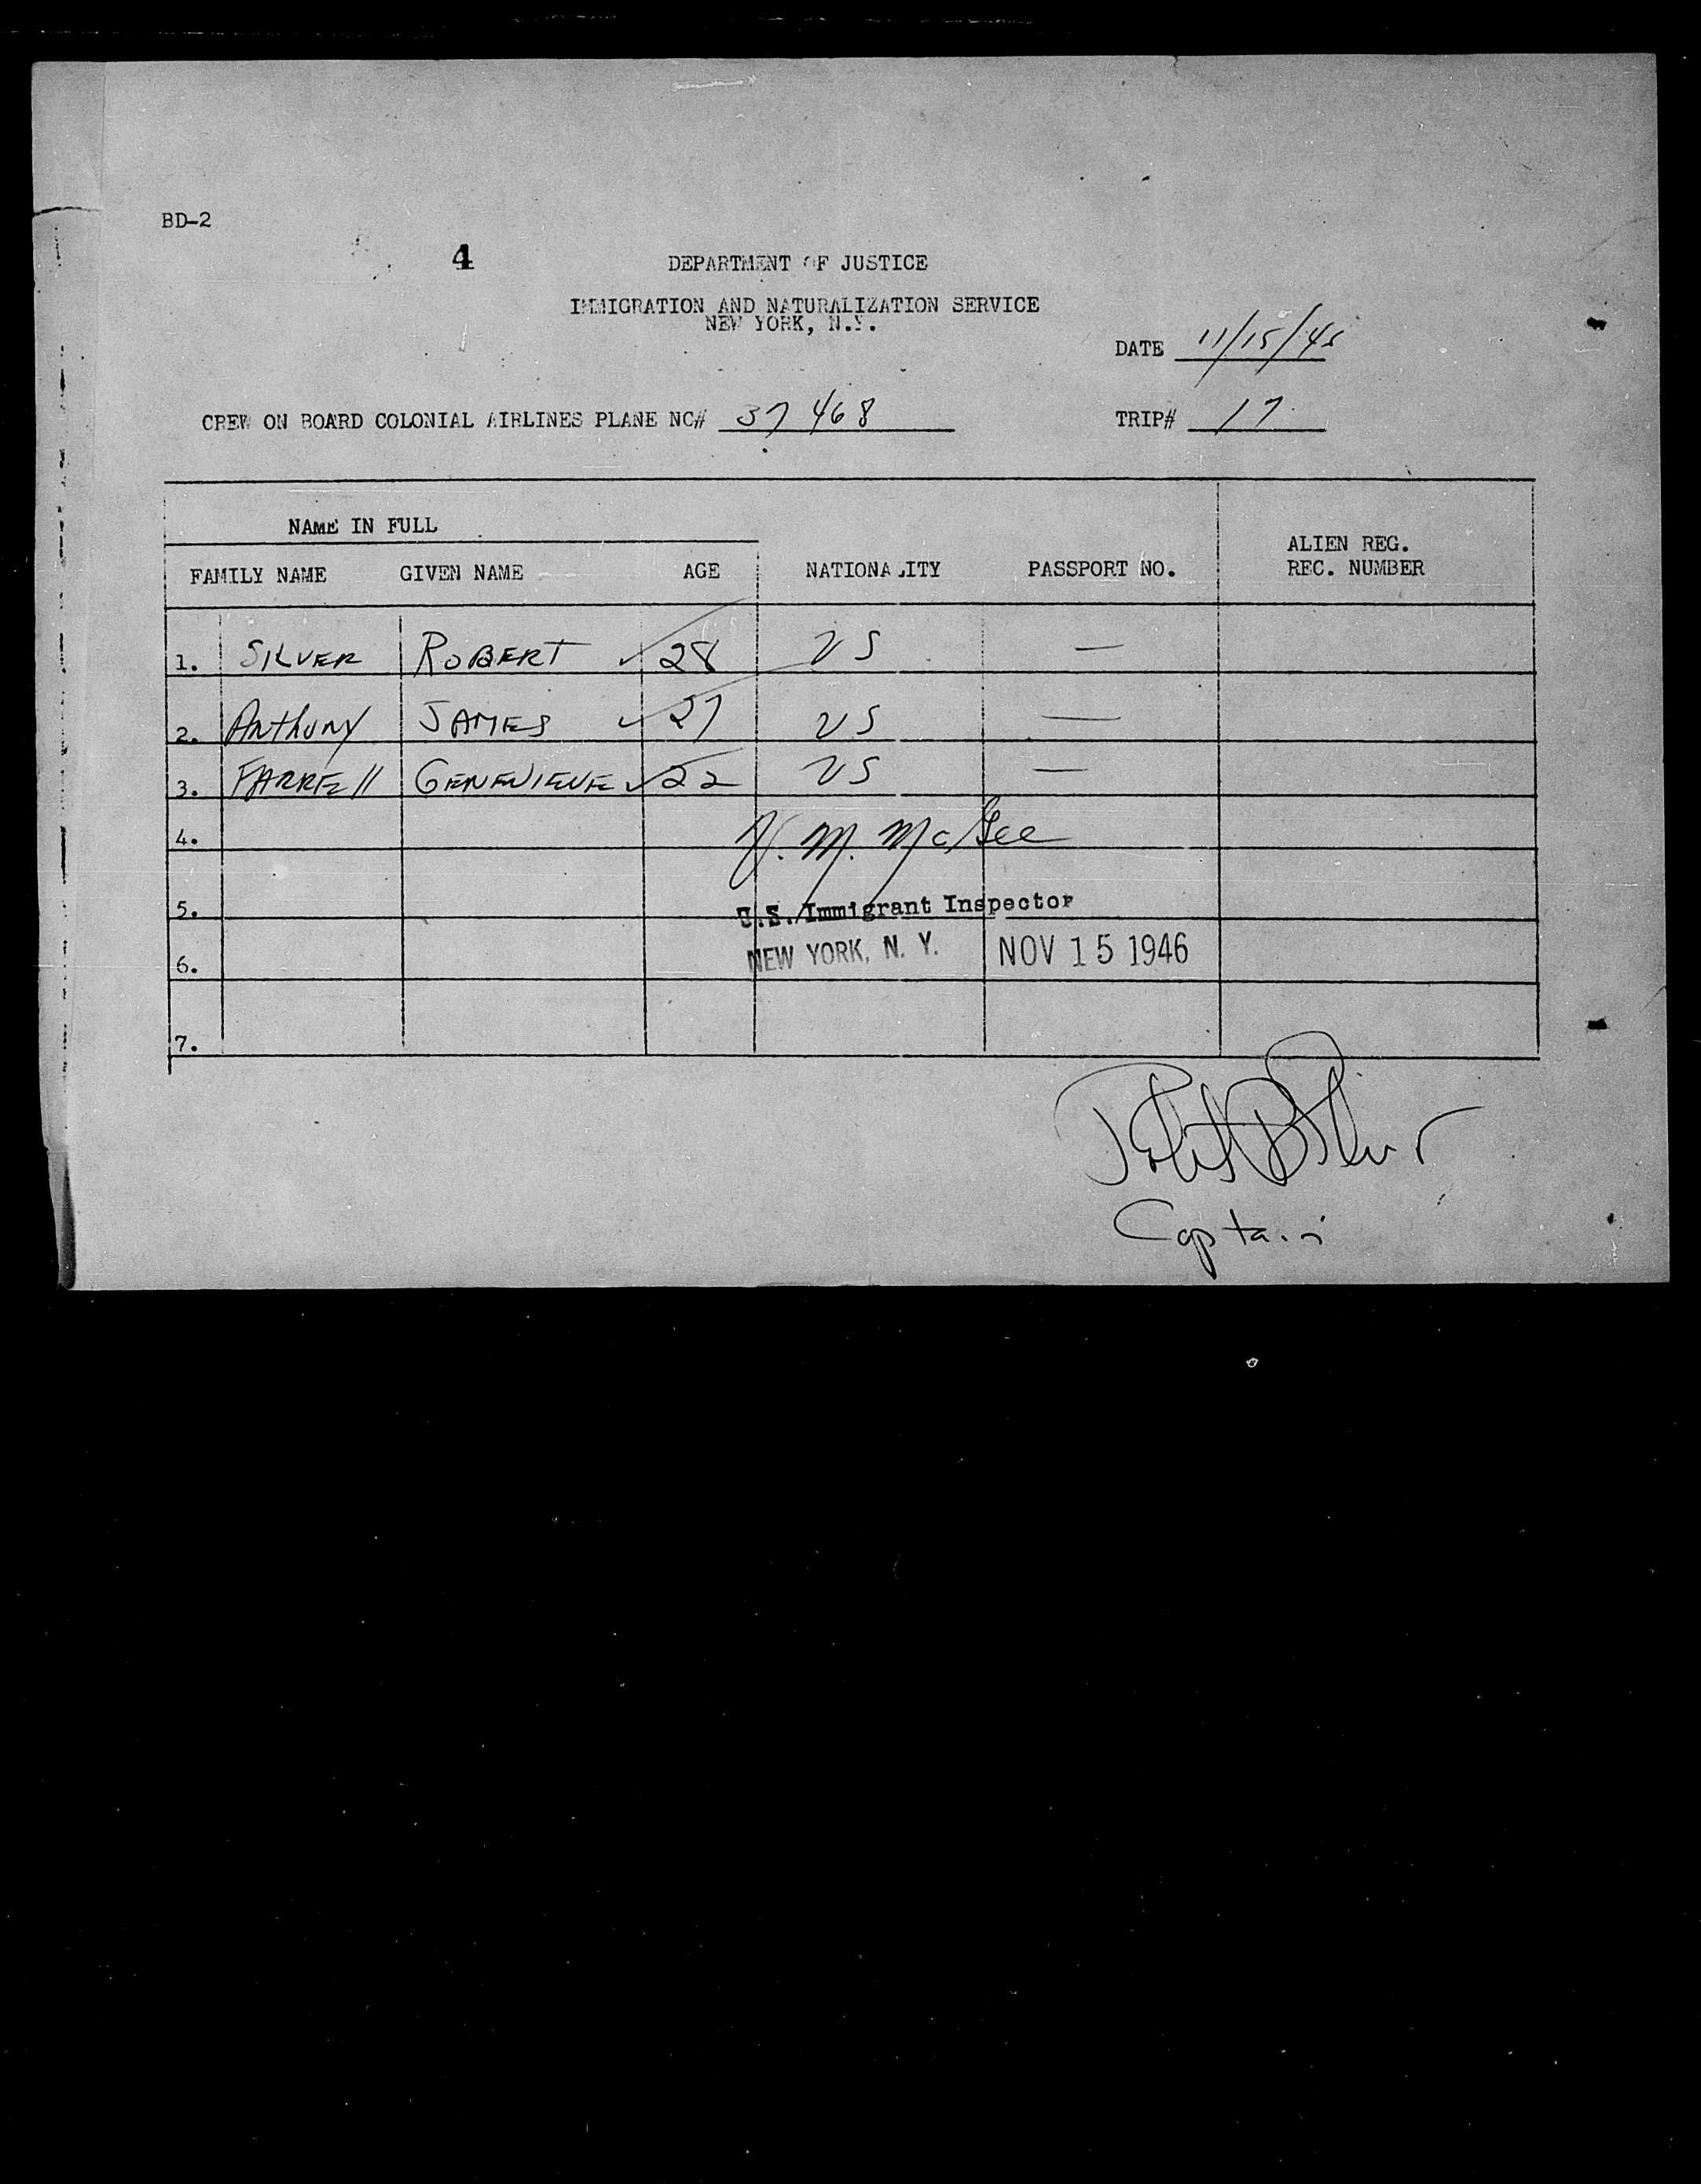 BD-2
4
DEPARTMENT OF JUSTICE
IMMIGRATION AND NATURALIZATION SERVICE
NEW YORK, N.Y.
DATE 11/15/46
CREW ON BOARD COLONIAL AIRLINES PLANE NC# 37468
TRIP# 17
NAME IN FULL
FAMILY NAME GIVEN NAME AGE NATIONALITY PASSPORT NO. ALIEN REG. REC. NUMBER
1. SILVER ROBERT ✓ 28 US —
2. Anthony JAMES ✓ 27 US —
3. FARRELL GENEVIEVE ✓ 22 US —
4.
V. M. McGee
5.
U.S. Immigrant Inspector
6.
NEW YORK, N. Y. NOV 15 1946
7.
Robert B Silver
Captain